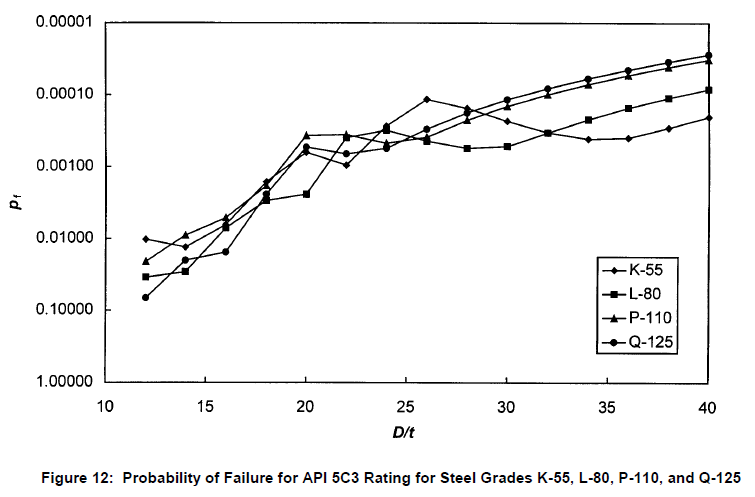 0.00001
0.00010
0.00100
0.01000
0.10000
1.00000
pf
10 15 20 25 30 35 40
D/t
K-55
L-80
P-110
Q-125
Figure 12: Probability of Failure for API 5C3 Rating for Steel Grades K-55, L-80, P-110, and Q-125